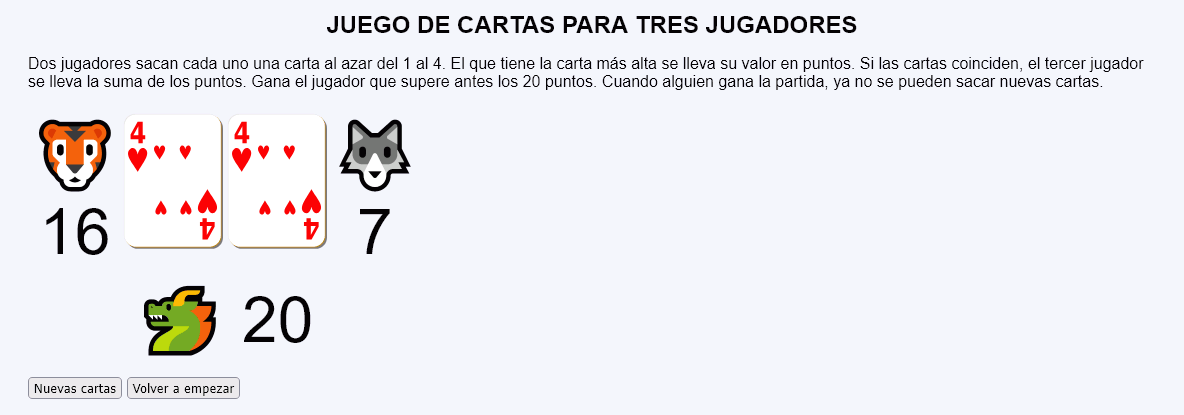 JUEGO DE CARTAS PARA TRES JUGADORES
Dos jugadores sacan cada uno una carta al azar del 1 al 4. El que tiene la carta más alta se lleva su valor en puntos. Si las cartas coinciden, el tercer jugador
se lleva la suma de los puntos. Gana el jugador que supere antes los 20 puntos. Cuando alguien gana la partida, ya no se pueden sacar nuevas cartas.
4 4
4 4
16 7
20
Nuevas cartas Volver a empezar